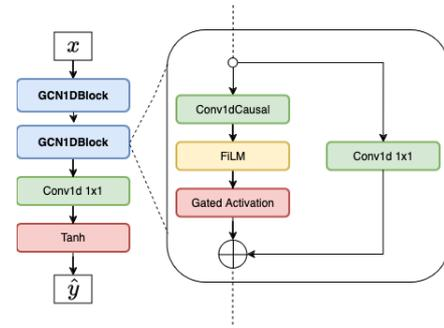 x
GCN1DBlock
GCN1DBlock
Conv1d 1x1
Tanh
ŷ
Conv1dCausal
FiLM
Gated Activation
Conv1d 1x1